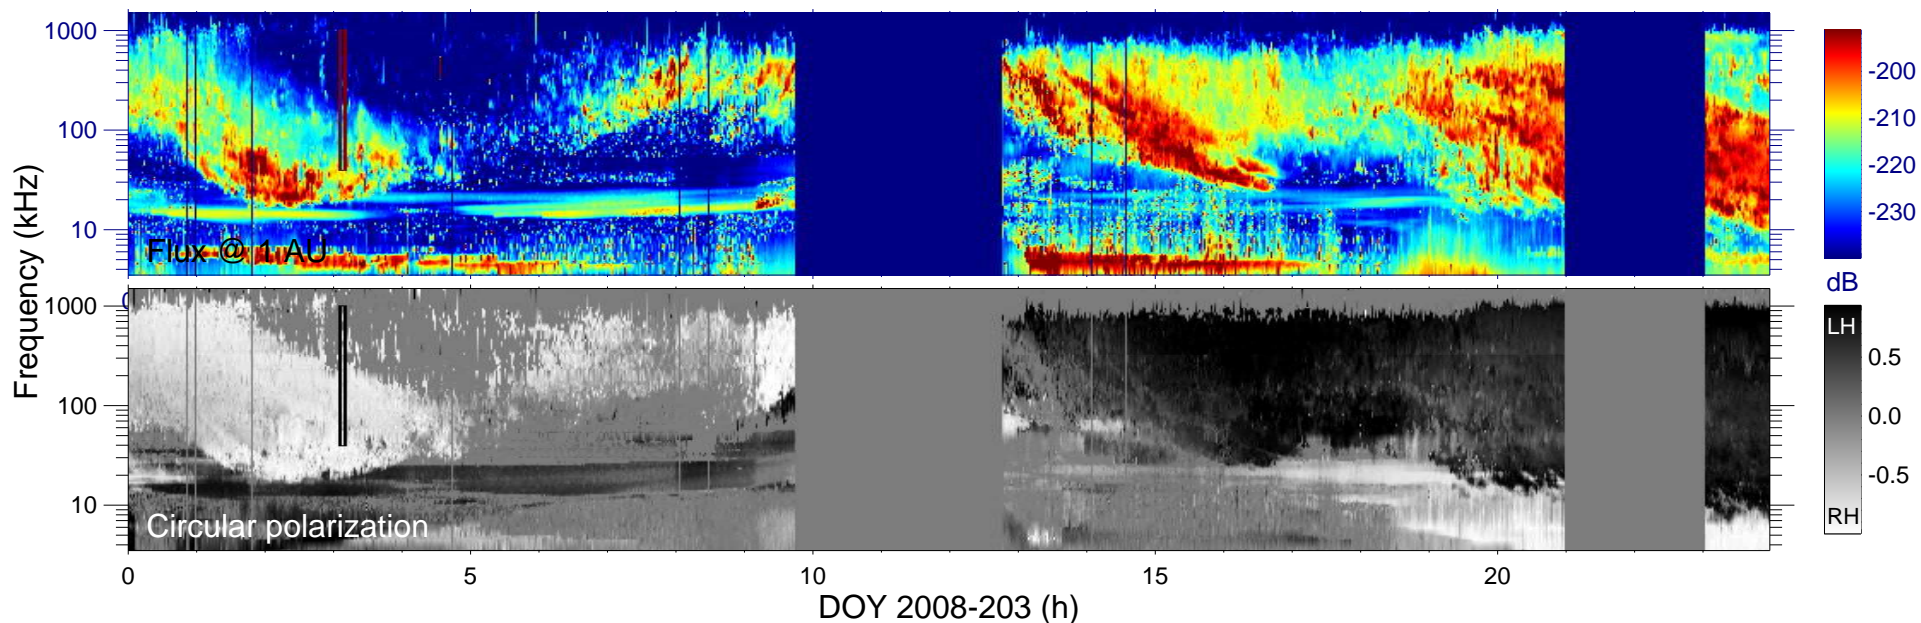 1000
100
10
Flux @ 1 AU
-200
-210
-220
-230
dB
Frequency (kHz)
0
1000
100
10
Circular polarization
LH
0.5
0.0
-0.5
RH
0
5
10
15
20
DOY 2008-203 (h)